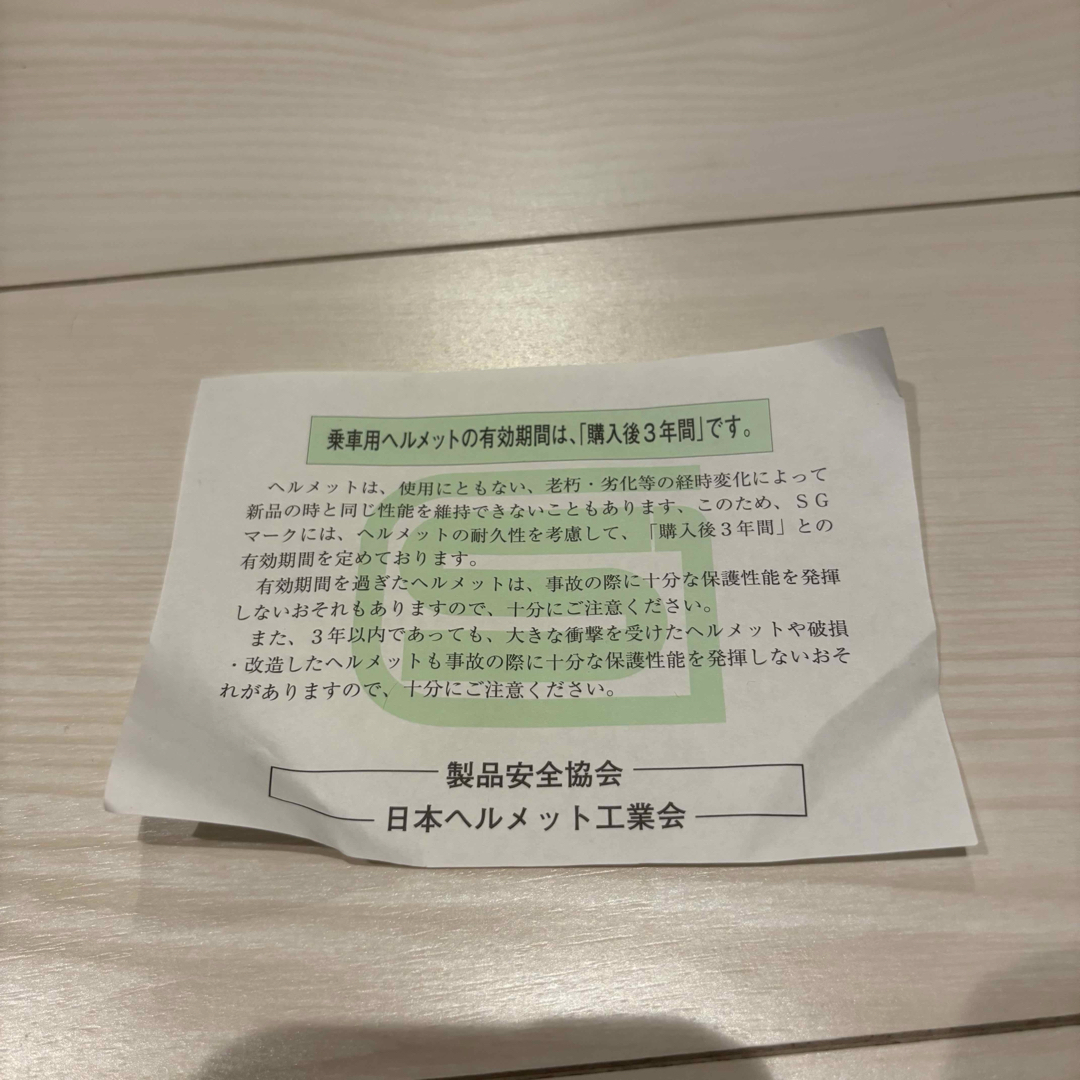 乗車用ヘルメットの有効期間は、「購入後３年間」です。
ヘルメットは、使用にともない、老朽・劣化等の経時変化によって
新品の時と同じ性能を維持できないこともあります、このため、ＳＧ
マークには、ヘルメットの耐久性を考慮して、「購入後３年間」との
有効期間を定めております。
有効期間を過ぎたヘルメットは、事故の際に十分な保護性能を発揮
しないおそれもありますので、十分にご注意ください。
また、３年以内であっても、大きな衝撃を受けたヘルメットや破損
・改造したヘルメットも事故の際に十分な保護性能を発揮しないおそ
れがありますので、十分にご注意ください。
製品安全協会
日本ヘルメット工業会